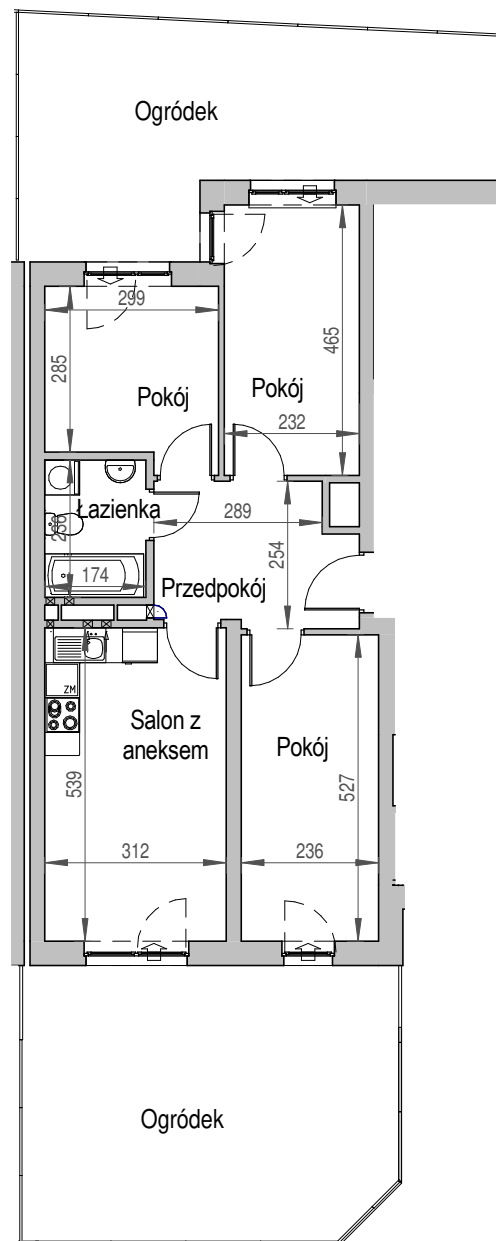 Ogródek
299
285
Pokój
465
Pokój
232
Łazienka
236
174
289
254
Przedpokój
ZM
Salon z
aneksem
539
312
Pokój
527
236
Ogródek